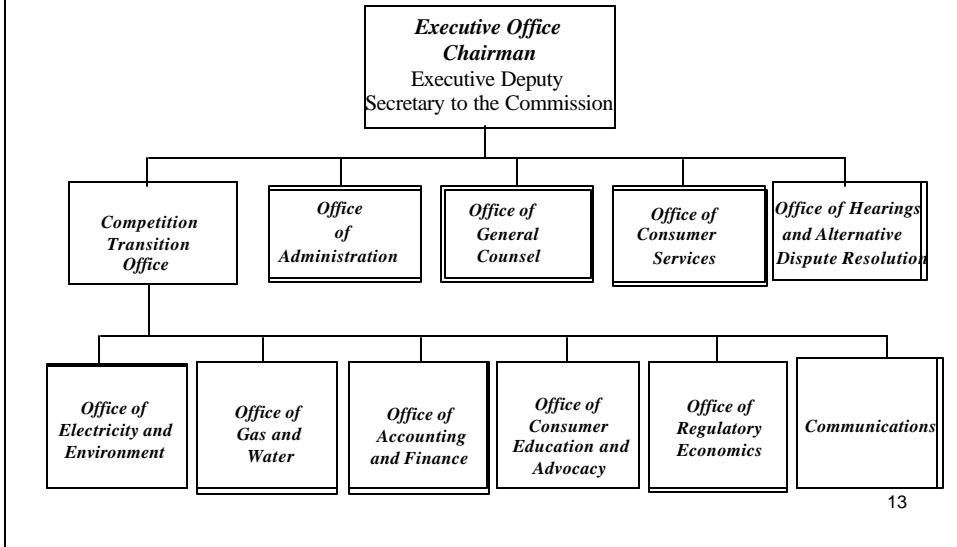 Executive Office
Chairman
Executive Deputy
Secretary to the Commission
Competition
Transition
Office
Office
of
Administration
Office of
General
Counsel
Office of
Consumer
Services
Office of Hearings
and Alternative
Dispute Resolution
Office of
Electricity and
Environment
Office of
Gas and
Water
Office of
Accounting
and Finance
Office of
Consumer
Education and
Advocacy
Office of
Regulatory
Economics
Communications
13